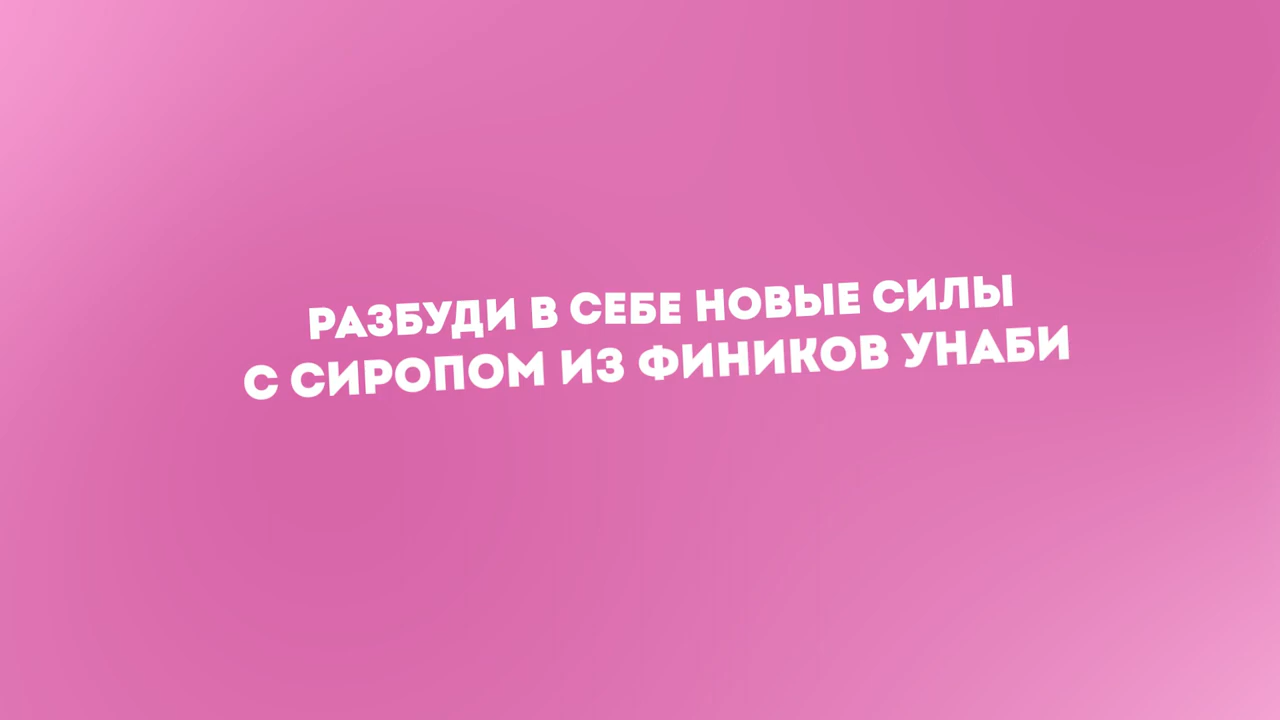 РАЗБУДИ В СЕБЕ НОВЫЕ СИЛЫ
С СИРОПОМ ИЗ ФИНИКОВ УНАБИ